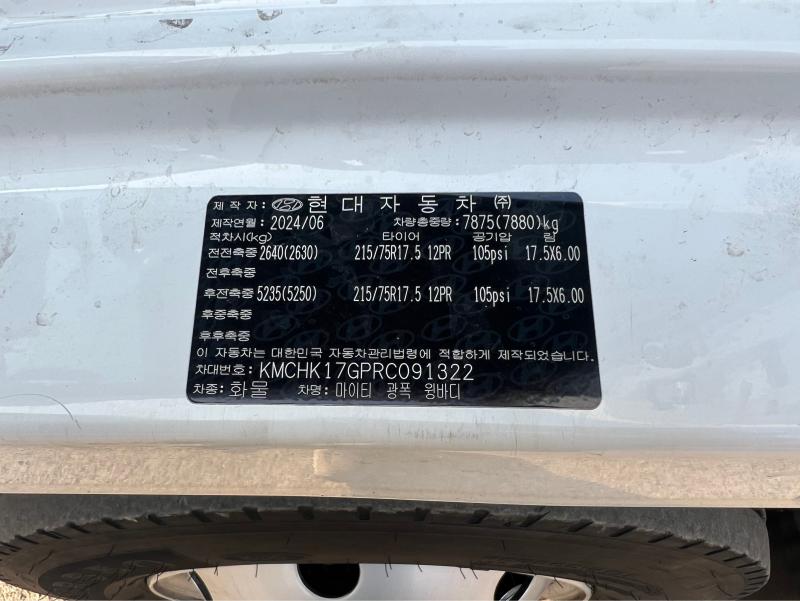 제 작 자: 현 대 자 동 차 ㈜
제작연월: 2024/06 차량총중량: 7875(7880)kg
적차시(kg) 타이어 공기압 림
전전축중 2640(2630) 215/75R17.5 12PR 105psi 17.5X6.00
전후축중
후전축중 5235(5250) 215/75R17.5 12PR 105psi 17.5X6.00
후중축중
후후축중
이 자동차는 대한민국 자동차관리법령에 적합하게 제작되었습니다.
차대번호: KMCHK17GPRC091322
차종: 화물 차명: 마이티 광폭 윙바디